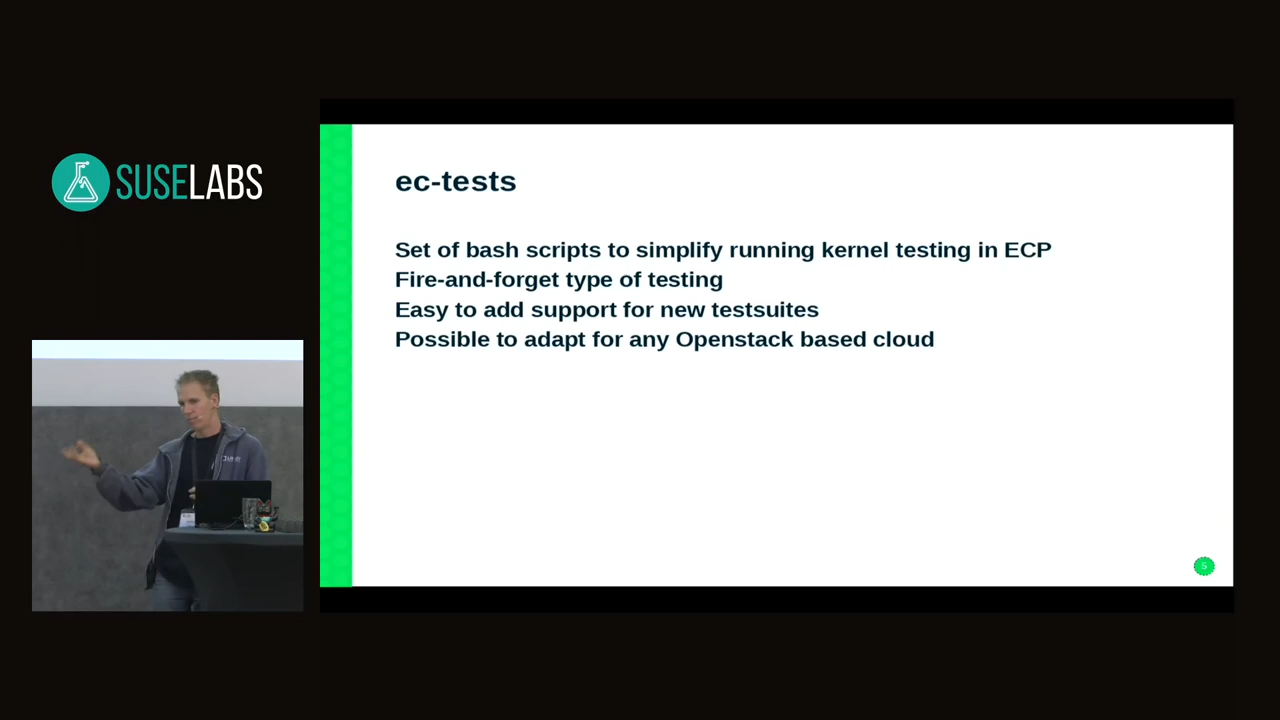 SUSELABS
ec-tests
Set of bash scripts to simplify running kernel testing in ECP
Fire-and-forget type of testing
Easy to add support for new testsuites
Possible to adapt for any Openstack based cloud
5